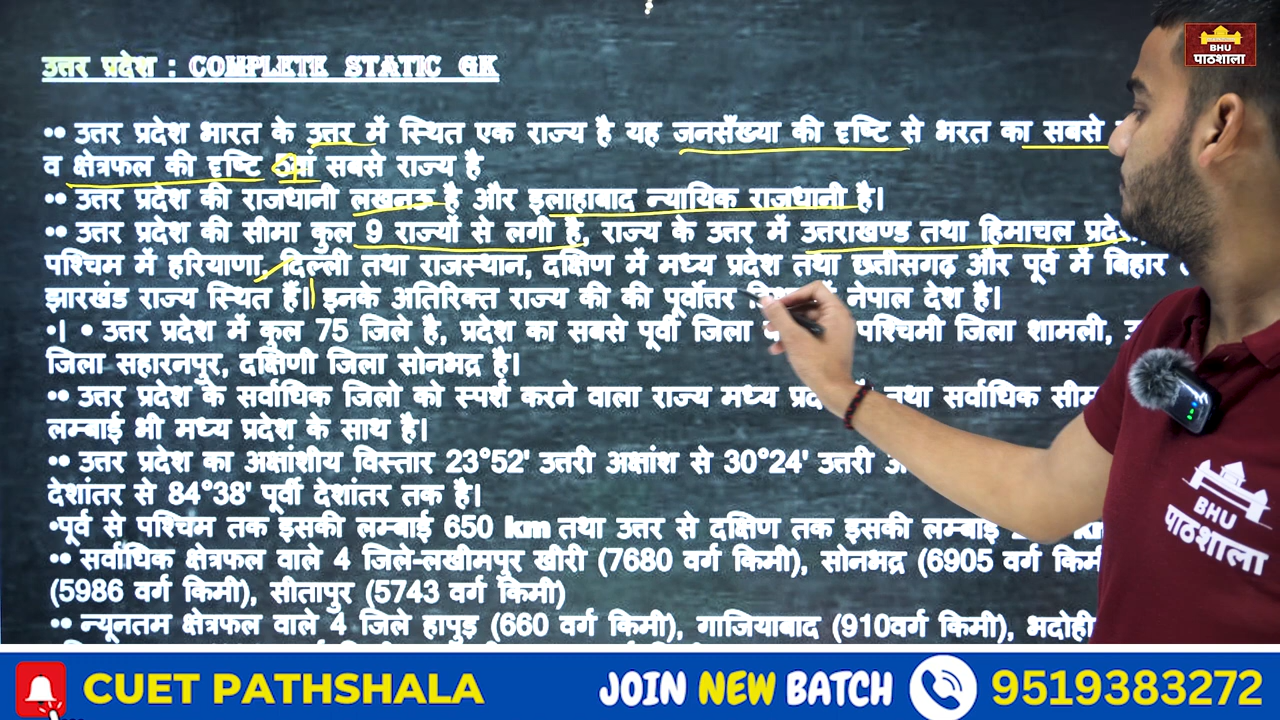 BHU
पाठशाला
उत्तर प्रदेश : COMPLETE STATIC GK
•• उत्तर प्रदेश भारत के उत्तर में स्थित एक राज्य है यह जनसँख्या की दृष्टि से भरत का सबसे
व क्षेत्रफल की दृष्टि 5वां सबसे राज्य है
•• उत्तर प्रदेश की राजधानी लखनऊ है और इलाहाबाद न्यायिक राजधानी है।
•• उत्तर प्रदेश की सीमा कुल 9 राज्यों से लगी है, राज्य के उत्तर में उत्तराखण्ड तथा हिमाचल
पश्चिम में हरियाणा, दिल्ली तथा राजस्थान, दक्षिण में मध्य प्रदेश तथा छत्तीसगढ़ और पूर्व में बिहार
झारखंड राज्य स्थित हैं। इनके अतिरिक्त राज्य की की पूर्वोत्तर में नेपाल देश है।
•| • उत्तर प्रदेश में कुल 75 जिले है, प्रदेश का सबसे पूर्वी जिला पश्चिमी जिला शामली,
जिला सहारनपुर, दक्षिणी जिला सोनभद्र है।
•• उत्तर प्रदेश के सर्वाधिक जिलो को स्पर्श करने वाला राज्य मध्य तथा सर्वाधिक
लम्बाई भी मध्य प्रदेश के साथ है।
•• उत्तर प्रदेश का अक्षांशीय विस्तार 23°52' उत्तरी अक्षांश से 30°24' उत्तरी
देशांतर से 84°38' पूर्वी देशांतर तक है।
•पूर्व से पश्चिम तक इसकी लम्बाई 650 km तथा उत्तर से दक्षिण तक इसकी लम्बाई
•• सर्वाधिक क्षेत्रफल वाले 4 जिले-लखीमपुर खीरी (7680 वर्ग किमी), सोनभद्र (6905 वर्ग
(5986 वर्ग किमी), सीतापुर (5743 वर्ग किमी)
•• न्यूनतम क्षेत्रफल वाले 4 जिले हापुड़ (660 वर्ग किमी), गाजियाबाद (910वर्ग किमी), भदोही
BHU
पाठशाला
CUET PATHSHALA
JOIN NEW BATCH
9519383272